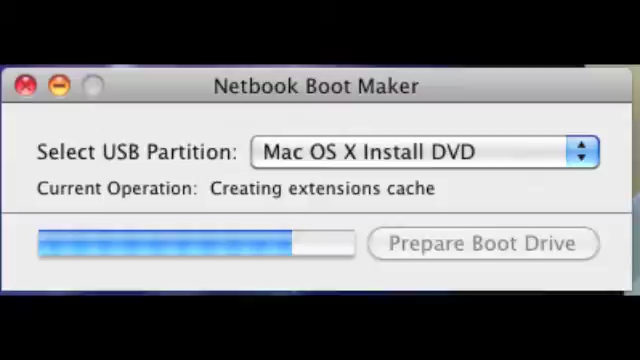 Netbook Boot Maker
Select USB Partition: Mac OS X Install DVD
Current Operation: Creating extensions cache
Prepare Boot Drive